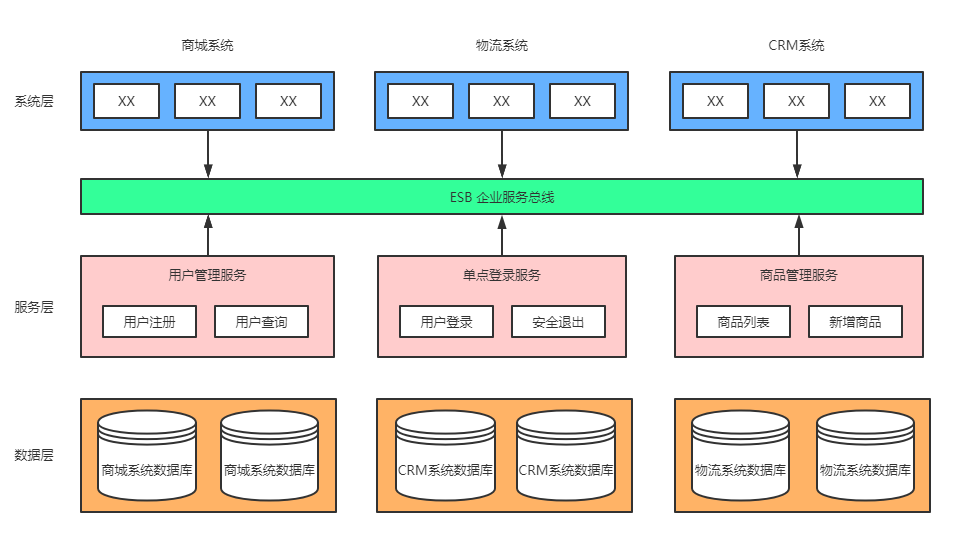 商城系统
物流系统
CRM系统
系统层
XX
XX
XX
XX
XX
XX
XX
XX
XX
ESB 企业服务总线
服务层
用户管理服务
用户注册
用户查询
单点登录服务
用户登录
安全退出
商品管理服务
商品列表
新增商品
数据层
商城系统数据库
商城系统数据库
CRM系统数据库
CRM系统数据库
物流系统数据库
物流系统数据库